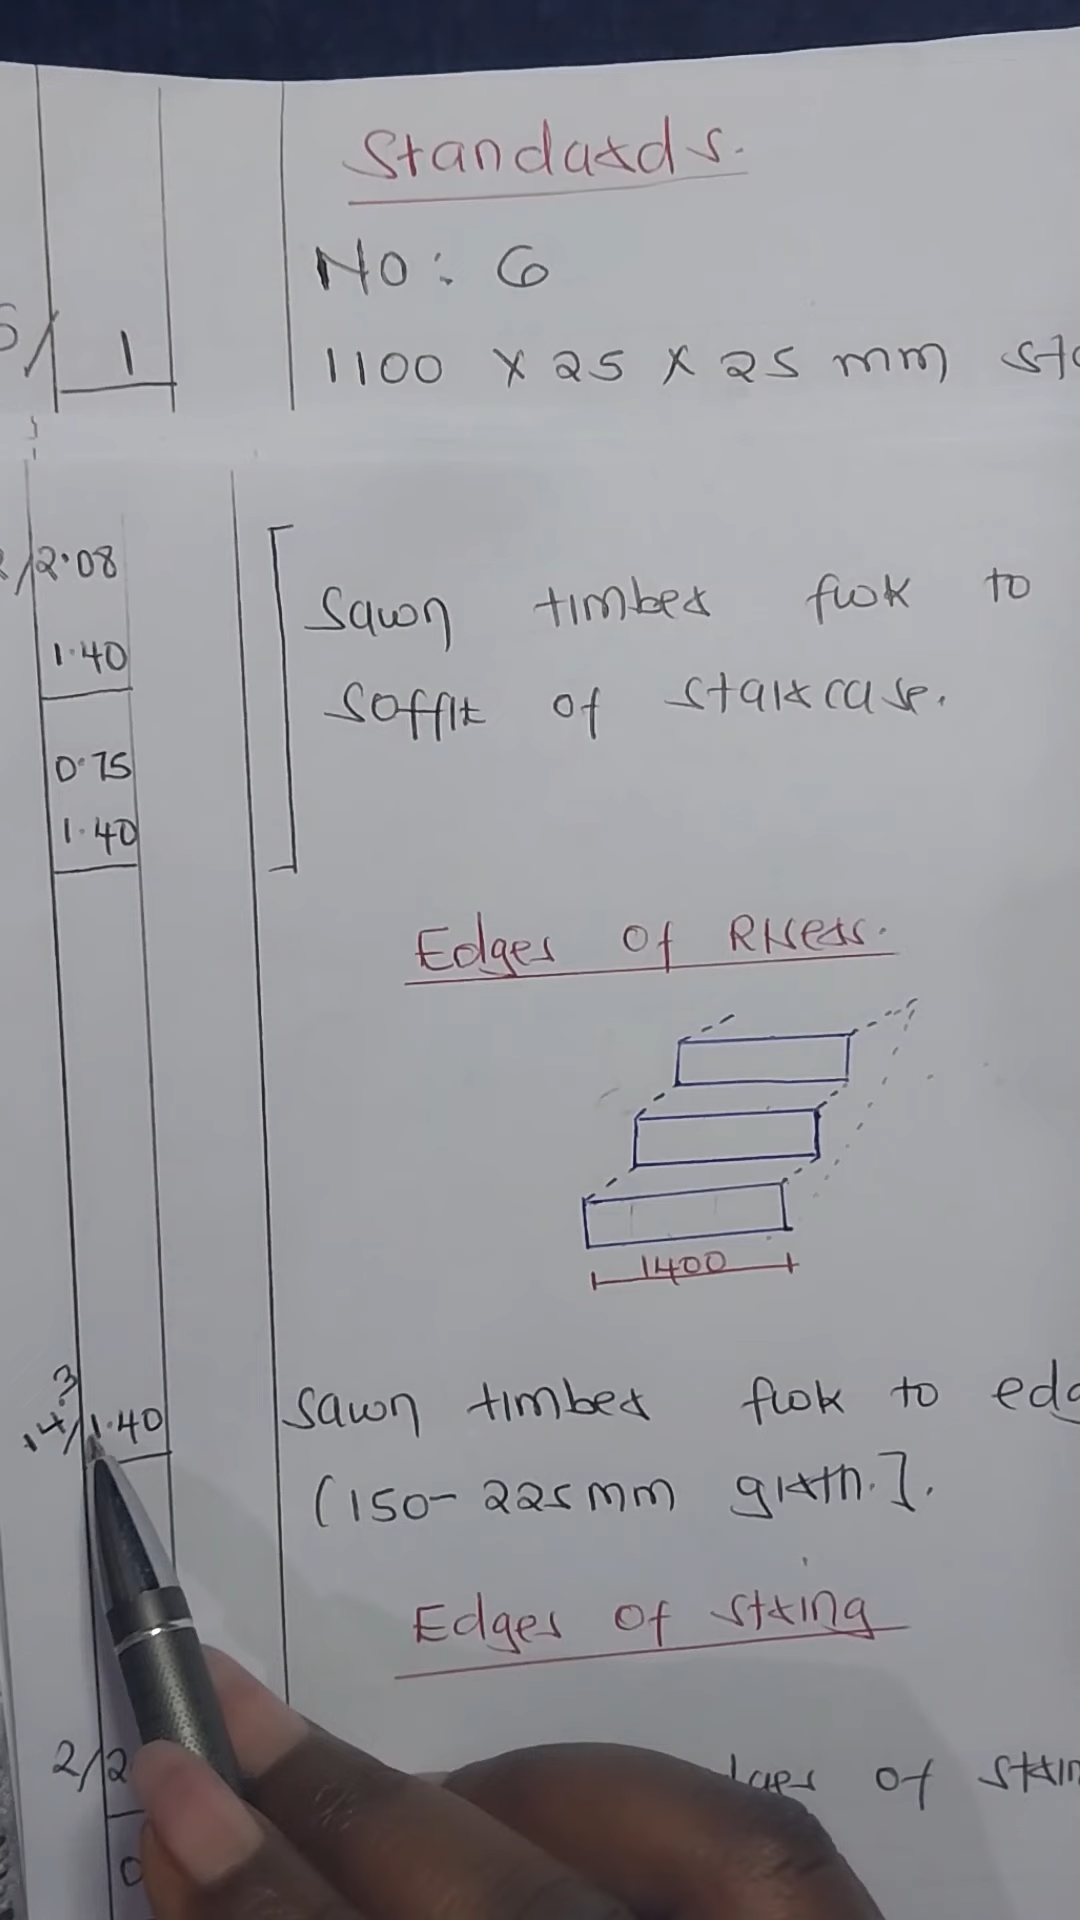 Standards.
NO: 6
/ 1
1100 x 25 x 25 mm
/2.08
Sawn timber fwk to
1.40
soffit of staircase.
0.75
1.40
Edges of Risers.
1400
3
14/1.40
Sawn timber fwk to
(150-225mm girth.].
Edges of string
2/2
of
0